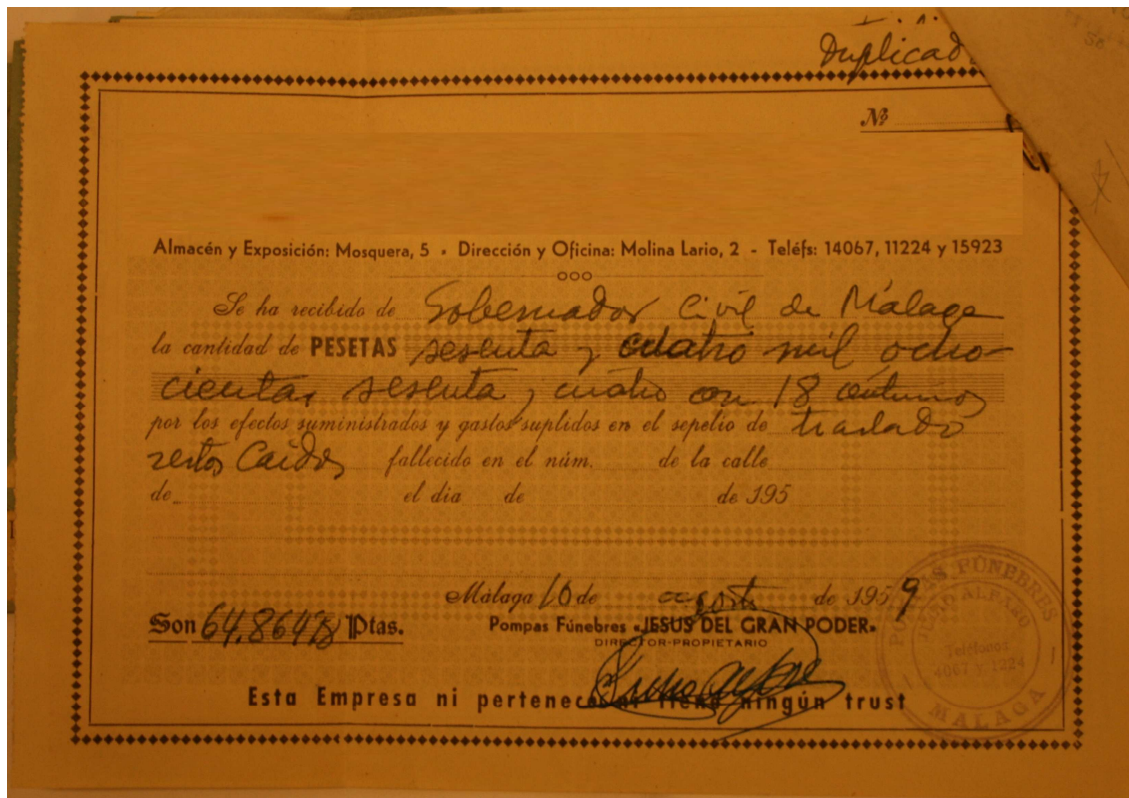 Duplicado
Nº
Almacén y Exposición: Mosquera, 5 - Dirección y Oficina: Molina Lario, 2 - Teléfs: 14067, 11224 y 15923
ooo
Se ha recibido de Gobernador Civil de Málaga
la cantidad de PESETAS sesenta y cuatro mil ocho-
cientas sesenta y cuatro con 18 céntimos
por los efectos suministrados y gastos suplidos en el sepelio de traslado
restos Caidos fallecido en el núm. de la calle
de el dia de de 195
Málaga 10 de agosto de 1959
Son 64.864'18 Ptas.
Pompas Fúnebres «JESUS DEL GRAN PODER»
DIRECTOR-PROPIETARIO
Esta Empresa ni pertenece ni tiene ningún trust
POMPAS FÚNEBRES
Teléfonos
4067 y 1224
MALAGA